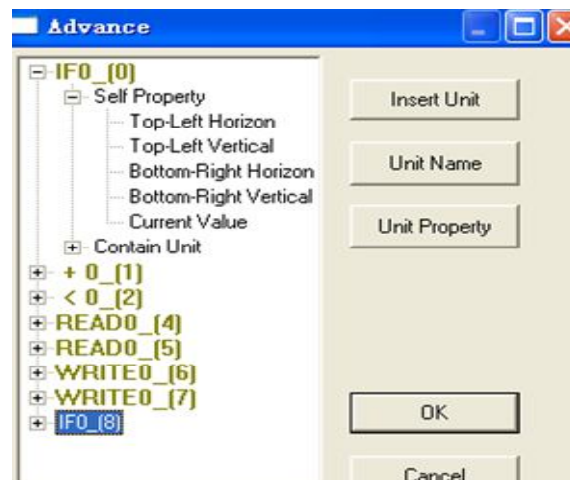 Advance
IF0_(0)
Self Property
Top-Left Horizon
Top-Left Vertical
Bottom-Right Horizon
Bottom-Right Vertical
Current Value
Contain Unit
+ 0_(1)
< 0_(2)
READ0_(4)
READ0_(5)
WRITE0_(6)
WRITE0_(7)
IF0_(8)
Insert Unit
Unit Name
Unit Property
OK
Cancel